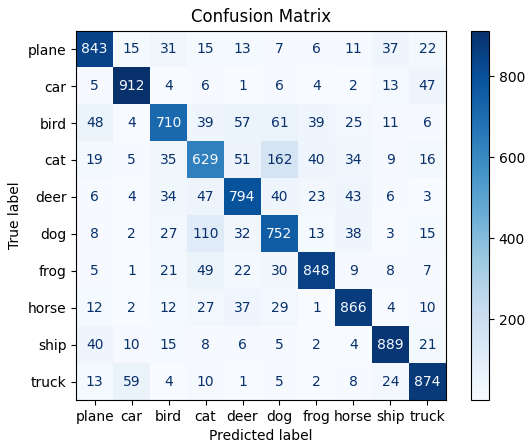 Confusion Matrix
True label
plane 843 15 31 15 13 7 6 11 37 22
car 5 912 4 6 1 6 4 2 13 47
bird 48 4 710 39 57 61 39 25 11 6
cat 19 5 35 629 51 162 40 34 9 16
deer 6 4 34 47 794 40 23 43 6 3
dog 8 2 27 110 32 752 13 38 3 15
frog 5 1 21 49 22 30 848 9 8 7
horse 12 2 12 27 37 29 1 866 4 10
ship 40 10 15 8 6 5 2 4 889 21
truck 13 59 4 10 1 5 2 8 24 874
plane car bird cat deer dog frog horse ship truck
Predicted label
800
600
400
200